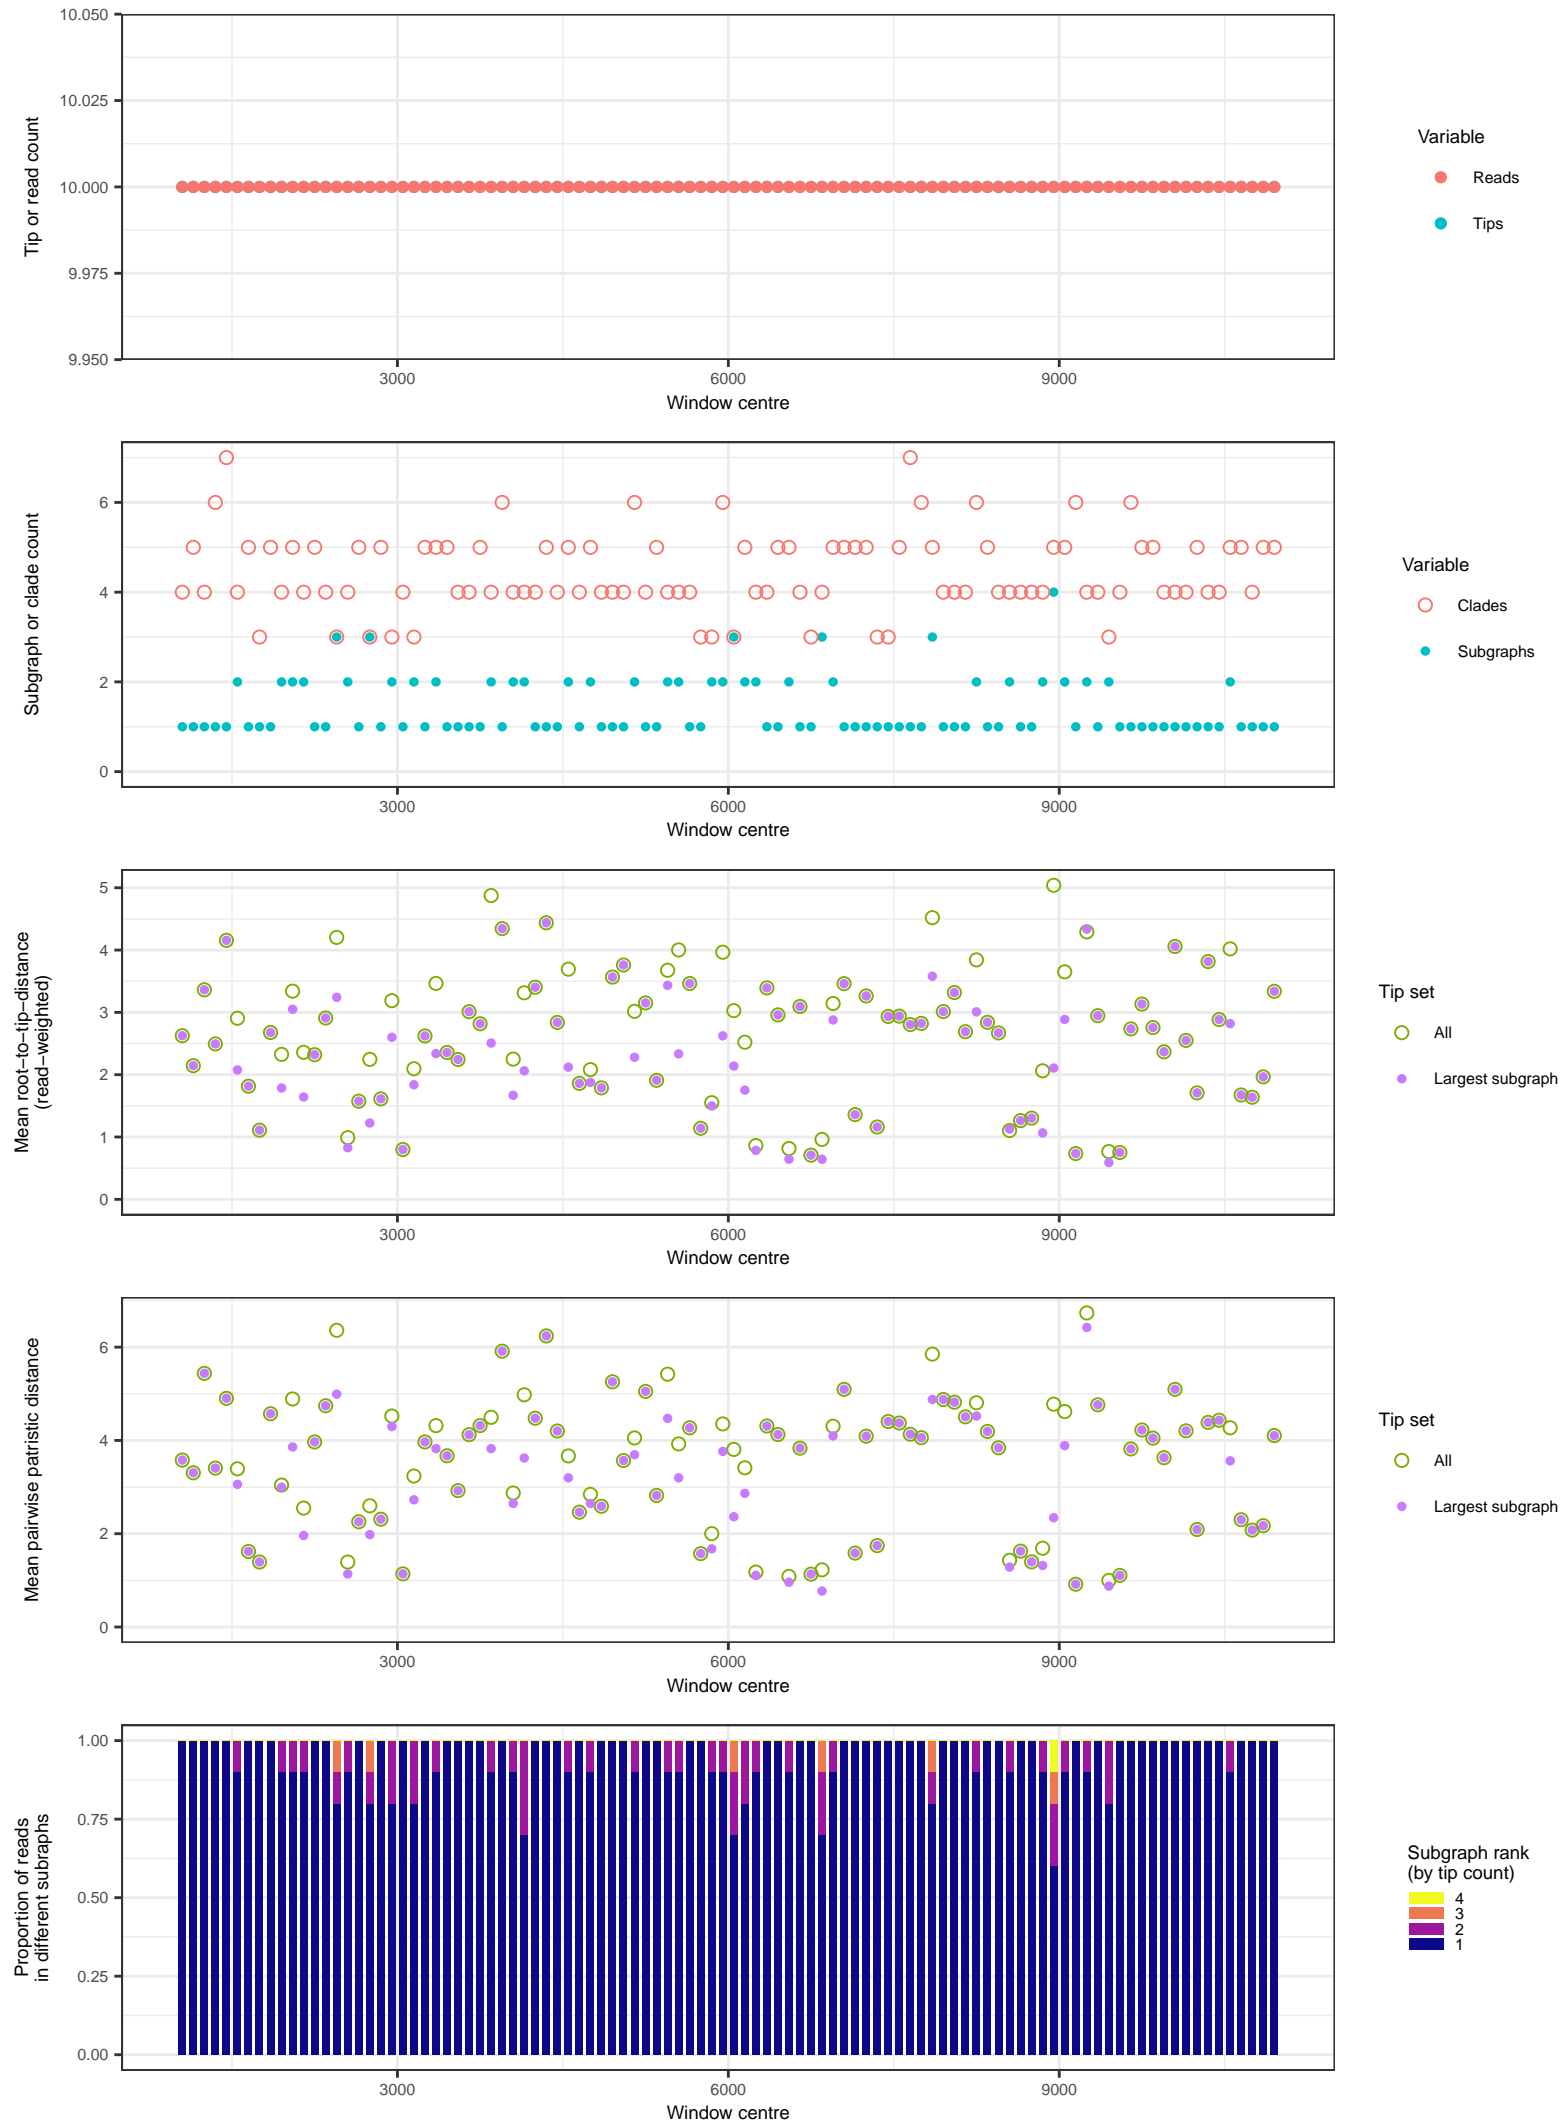 10.050
10.025
10.000
9.975
9.950
Tip or read count
3000 6000 9000
Window centre
Variable
Reads
Tips
6
4
2
0
Subgraph or clade count
3000 6000 9000
Window centre
Variable
Clades
Subgraphs
5
4
3
2
1
0
Mean root−to−tip−distance
(read−weighted)
3000 6000 9000
Window centre
Tip set
All
Largest subgraph
6
4
2
0
Mean pairwise patristic distance
3000 6000 9000
Window centre
Tip set
All
Largest subgraph
1.00
0.75
0.50
0.25
0.00
Proportion of reads
in different subraphs
3000 6000 9000
Window centre
Subgraph rank
(by tip count)
4
3
2
1